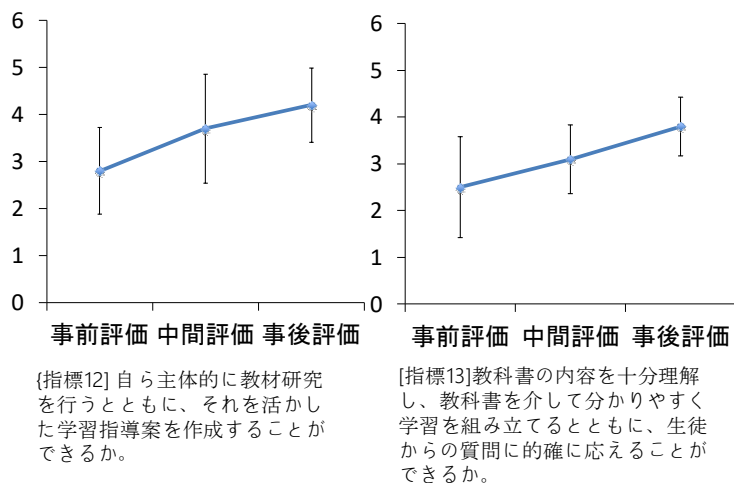 6
5
4
3
2
1
0
事前評価 中間評価 事後評価
{指標12] 自ら主体的に教材研究
を行うとともに、それを活かし
た学習指導案を作成することが
できるか。
6
5
4
3
2
1
0
事前評価 中間評価 事後評価
[指標13]教科書の内容を十分理解
し、教科書を介して分かりやすく
学習を組み立てるとともに、生徒
からの質問に的確に応えることが
できるか。